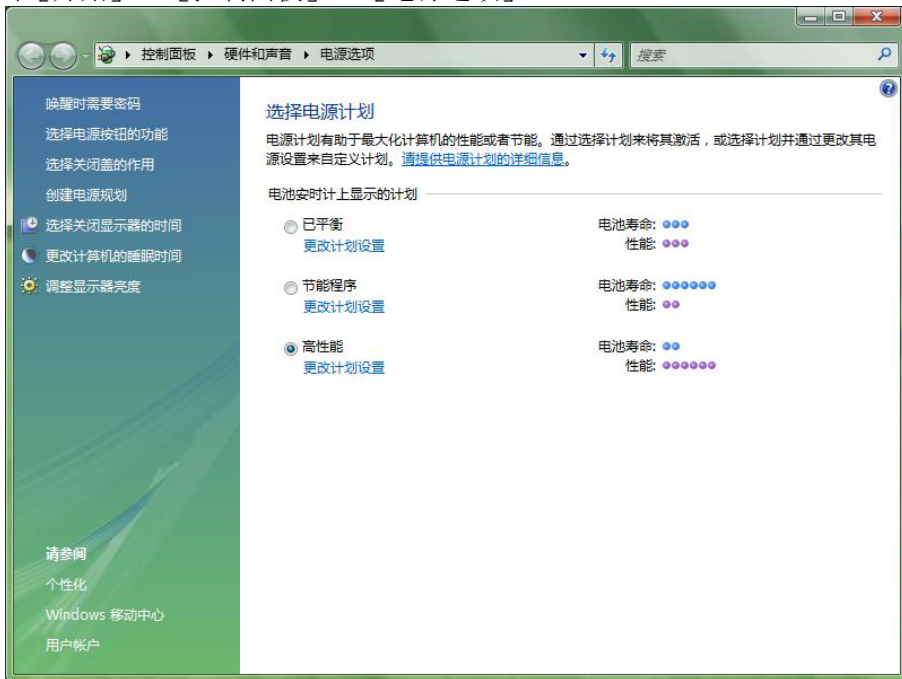 控制面板 ▸ 硬件和声音 ▸ 电源选项
搜索
唤醒时需要密码
选择电源按钮的功能
选择关闭盖的作用
创建电源规划
选择关闭显示器的时间
更改计算机的睡眠时间
调整显示器亮度
选择电源计划
电源计划有助于最大化计算机的性能或者节能。通过选择计划来将其激活，或选择计划并通过更改其电
源设置来自定义计划。请提供电源计划的详细信息。
电池安时计上显示的计划
已平衡 电池寿命:
更改计划设置 性能:
节能程序 电池寿命:
更改计划设置 性能:
高性能 电池寿命:
更改计划设置 性能:
请参阅
个性化
Windows 移动中心
用户帐户